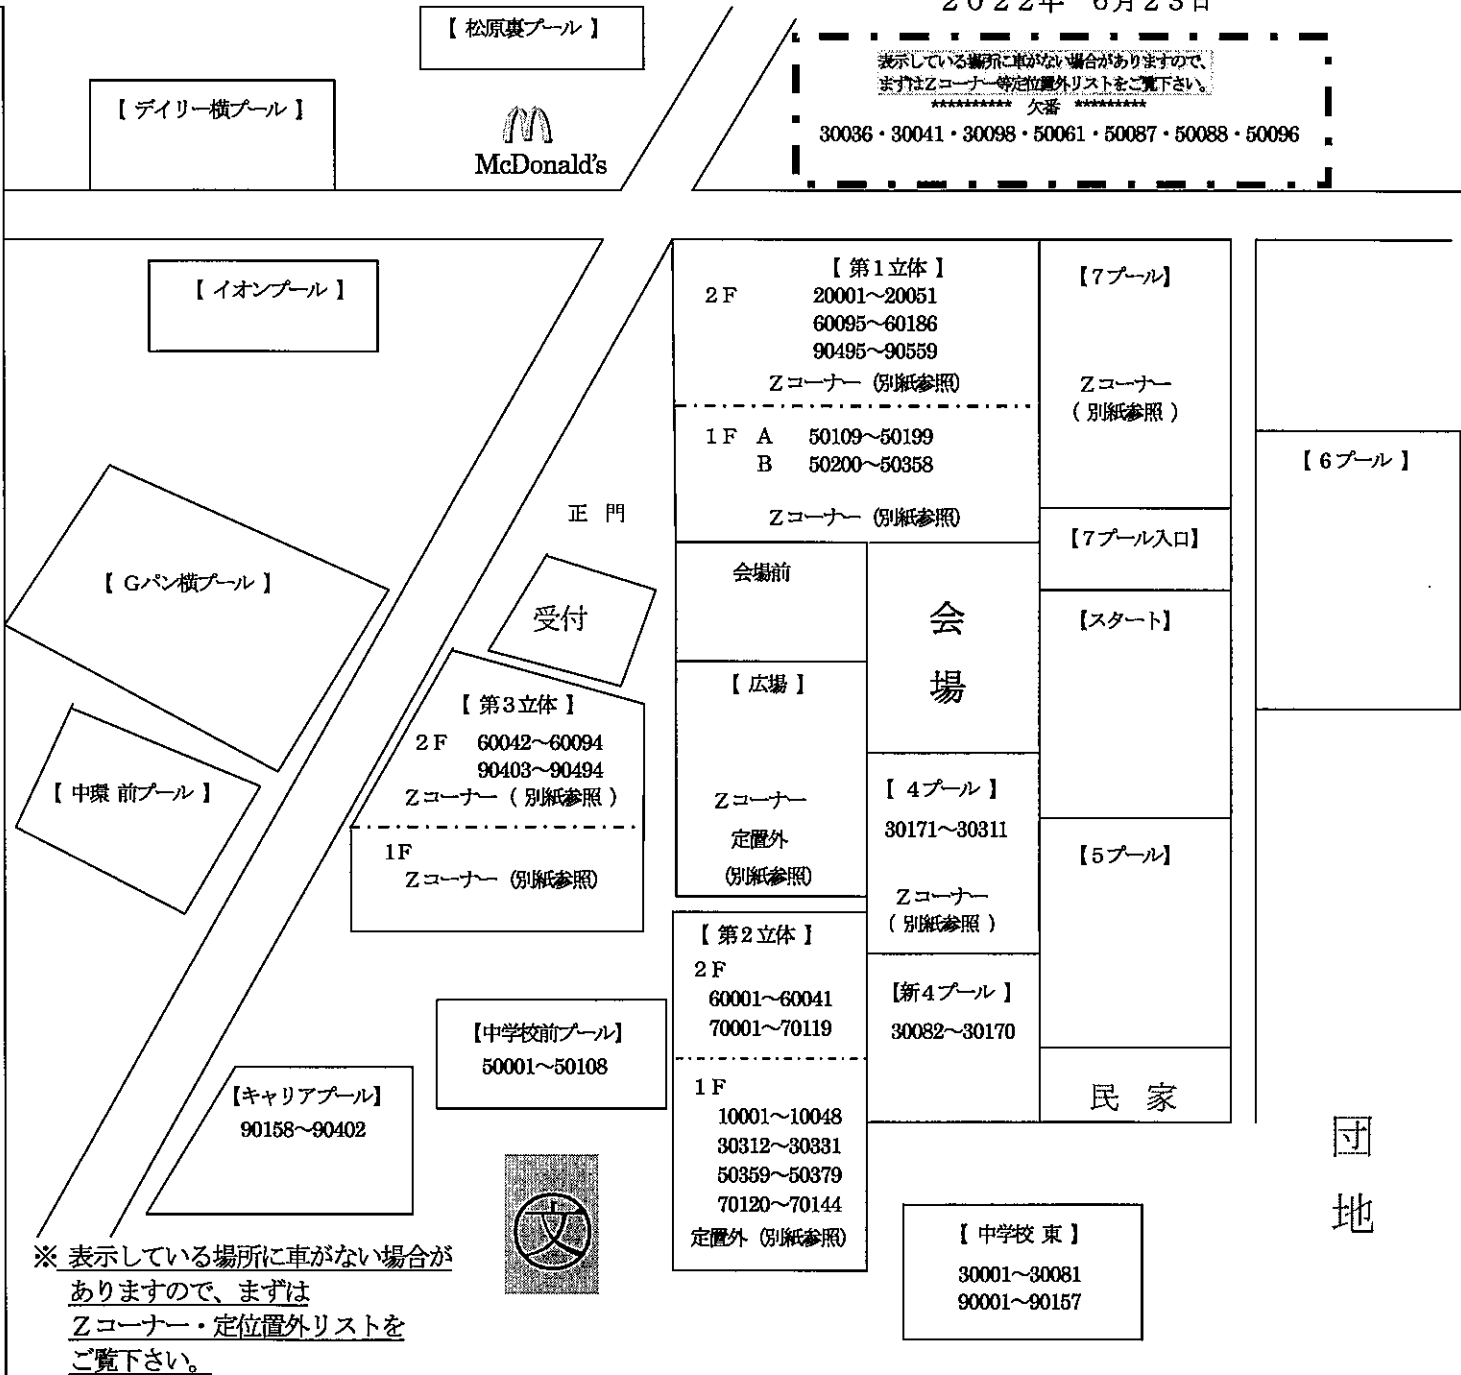 ２０２２年　６月２３日
【 松原裏プール 】
【 デイリー横プール 】
McDonald's
表示している場所に車がない場合がありますので、
まずはＺコーナー等定位置外リストをご覧下さい。
********** 欠番 *********
30036・30041・30098・50061・50087・50088・50096
【 イオンプール 】
【 第１立体 】
２Ｆ 20001～20051
60095～60186
90495～90559
Ｚコーナー（別紙参照）
１Ｆ Ａ 50109～50199
Ｂ 50200～50358
Ｚコーナー（別紙参照）
【７プール】
Ｚコーナー
（ 別紙参照 ）
【 ６プール 】
正 門
【７プール入口】
【 Ｇパン横プール 】
会場前
受付
会
場
【スタート】
【 広場 】
Ｚコーナー
定置外
（別紙参照）
【 第３立体 】
２Ｆ 60042～60094
90403～90494
Ｚコーナー（ 別紙参照 ）
１Ｆ
Ｚコーナー（別紙参照）
【 中環 前プール 】
【 ４プール 】
30171～30311
Ｚコーナー
（ 別紙参照 ）
【５プール】
【 第２立体 】
２Ｆ
60001～60041
70001～70119
１Ｆ
10001～10048
30312～30331
50359～50379
70120～70144
定置外（別紙参照）
【新４プール 】
30082～30170
【中学校前プール】
50001～50108
民 家
【キャリアプール】
90158～90402
文
団
地
【 中学校 東 】
30001～30081
90001～90157
※ 表示している場所に車がない場合が
ありますので、まずは
Ｚコーナー・定位置外リストを
ご覧下さい。